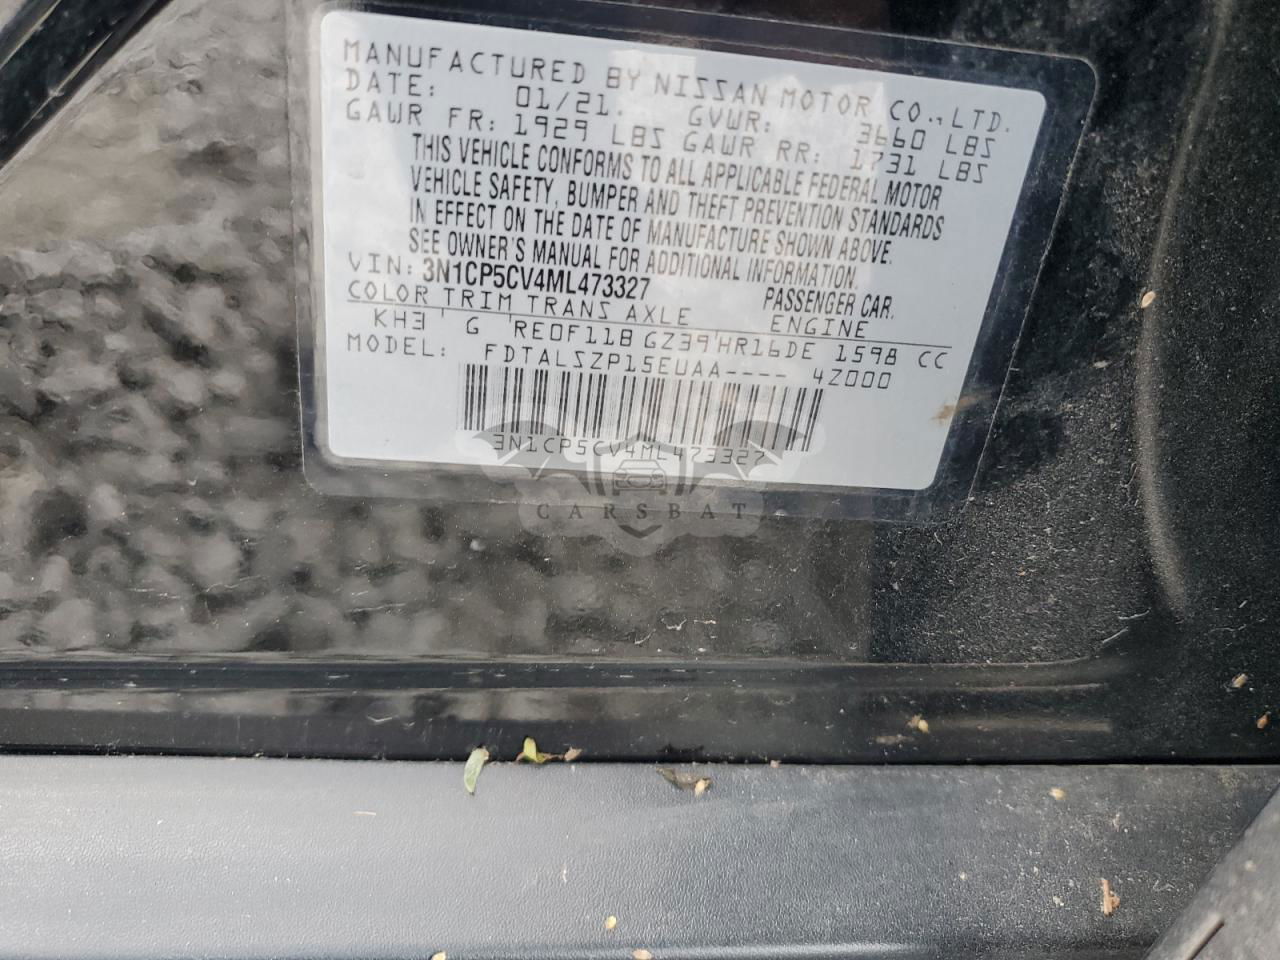 MANUFACTURED BY NISSAN MOTOR CO.,LTD.
DATE: 01/21. GVWR: 3660 LBS
GAWR FR: 1929 LBS GAWR RR: 1731 LBS
THIS VEHICLE CONFORMS TO ALL APPLICABLE FEDERAL MOTOR
VEHICLE SAFETY, BUMPER AND THEFT PREVENTION STANDARDS
IN EFFECT ON THE DATE OF MANUFACTURE SHOWN ABOVE.
SEE OWNER'S MANUAL FOR ADDITIONAL INFORMATION.
VIN: 3N1CP5CV4ML473327 PASSENGER CAR.
COLOR TRIM TRANS AXLE ENGINE
KH3 G RE0F11B GZ39 HR16DE 1598 CC
MODEL: FDTALSZP15EUAA---- 4Z000
3N1CP5CV4ML473327
CARSBAT